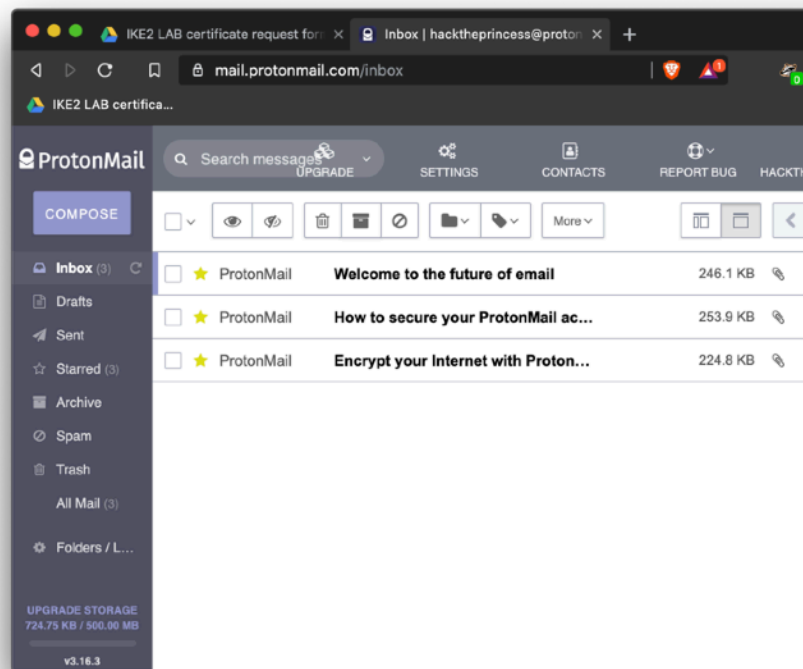 IKE2 LAB certificate request for
Inbox | hacktheprincess@proton
mail.protonmail.com/inbox
1
0
IKE2 LAB certifica...
ProtonMail
Search messages
UPGRADE
SETTINGS
CONTACTS
REPORT BUG
HACKTH
COMPOSE
More
Inbox (3)
ProtonMail Welcome to the future of email 246.1 KB
Drafts
ProtonMail How to secure your ProtonMail ac... 253.9 KB
Sent
Starred (3)
ProtonMail Encrypt your Internet with Proton... 224.8 KB
Archive
Spam
Trash
All Mail (3)
Folders / L...
UPGRADE STORAGE
724.75 KB / 500.00 MB
v3.16.3